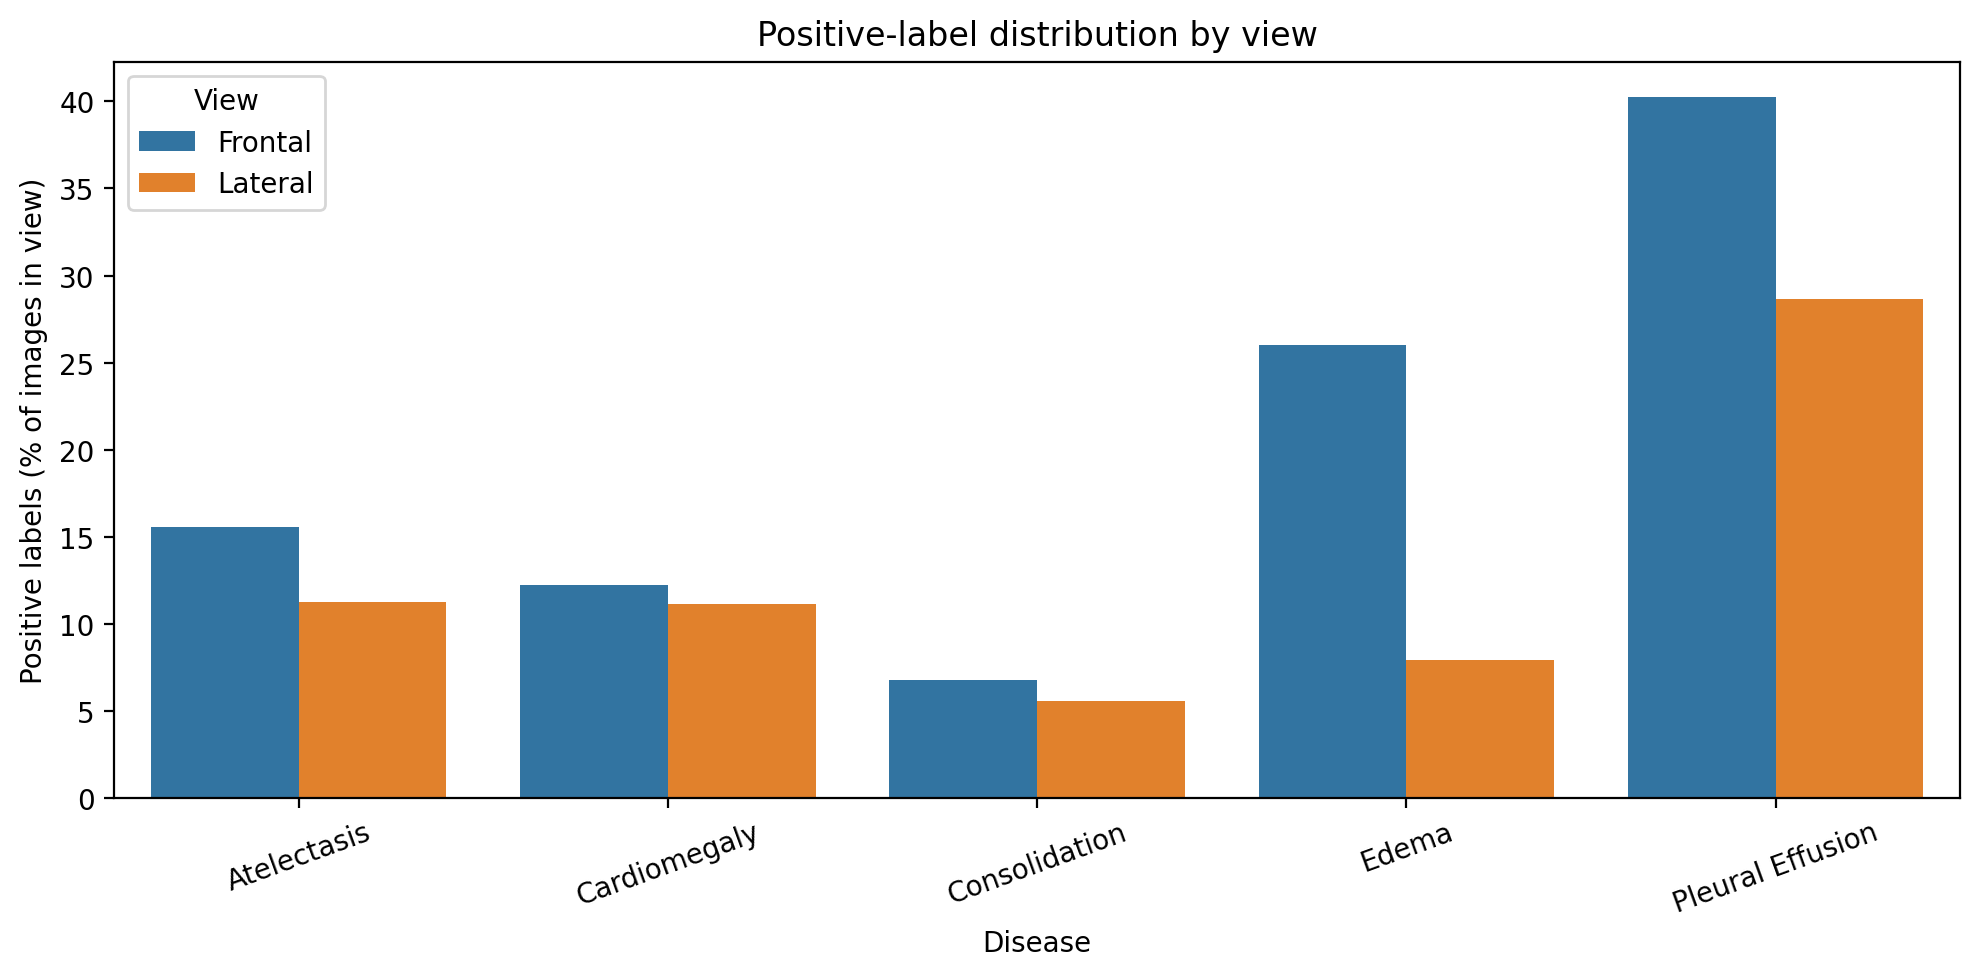 Positive-label distribution by view
View
Frontal
Lateral
Positive labels (% of images in view)
40
35
30
25
20
15
10
5
0
Atelectasis
Cardiomegaly
Consolidation
Edema
Pleural Effusion
Disease